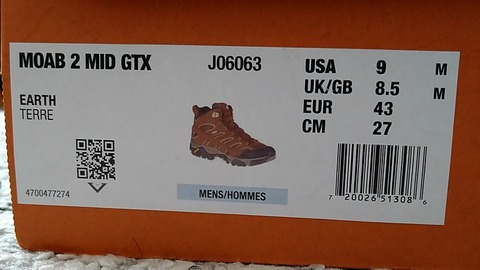 MOAB 2 MID GTX
J06063
EARTH
TERRE
USA 9 M
UK/GB 8.5 M
EUR 43
CM 27
4700477274
MENS/HOMMES
7 20026 51308 6